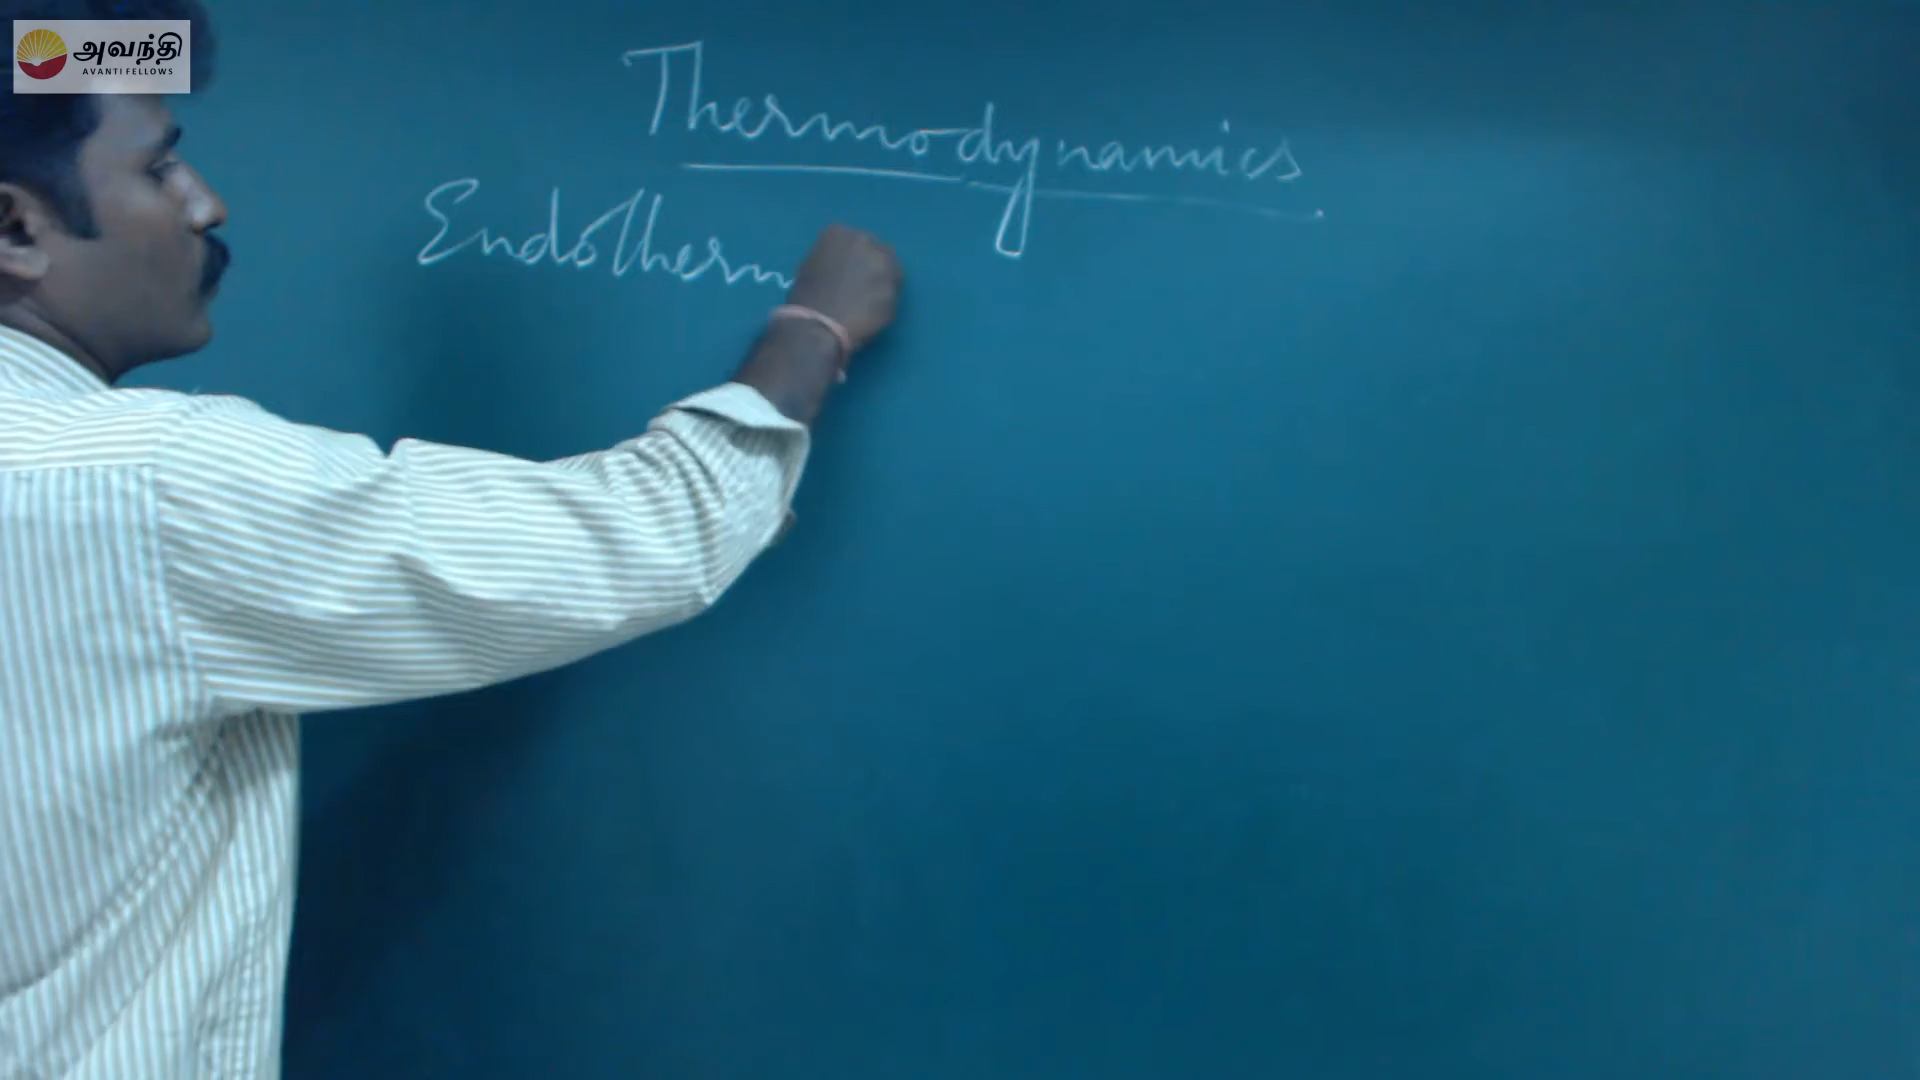 அவந்தி
AVANTI FELLOWS
Thermodynamics
Endotherm